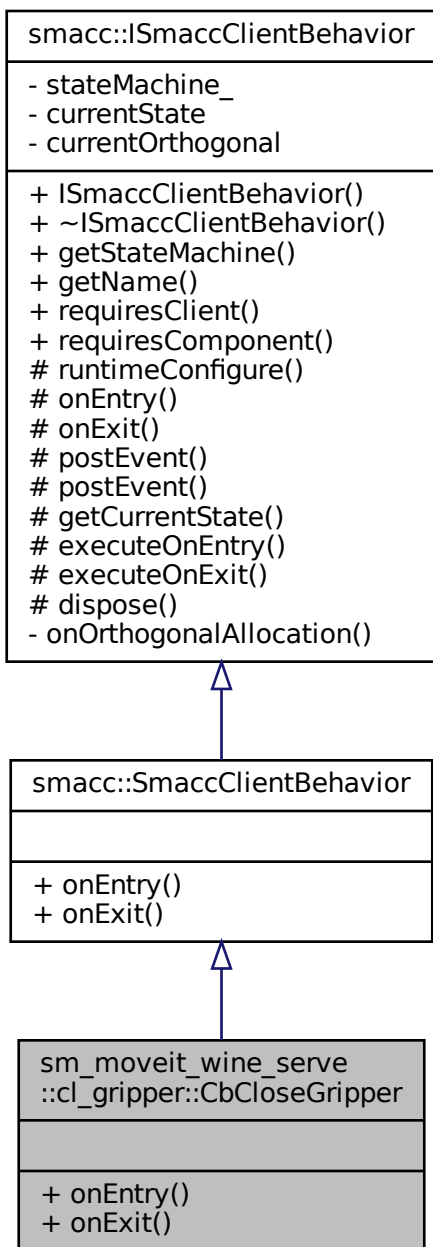 smacc::ISmaccClientBehavior
- stateMachine_
- currentState
- currentOrthogonal
+ ISmaccClientBehavior()
+ ~ISmaccClientBehavior()
+ getStateMachine()
+ getName()
+ requiresClient()
+ requiresComponent()
# runtimeConfigure()
# onEntry()
# onExit()
# postEvent()
# postEvent()
# getCurrentState()
# executeOnEntry()
# executeOnExit()
# dispose()
- onOrthogonalAllocation()
smacc::SmaccClientBehavior
+ onEntry()
+ onExit()
sm_moveit_wine_serve
::cl_gripper::CbCloseGripper
+ onEntry()
+ onExit()